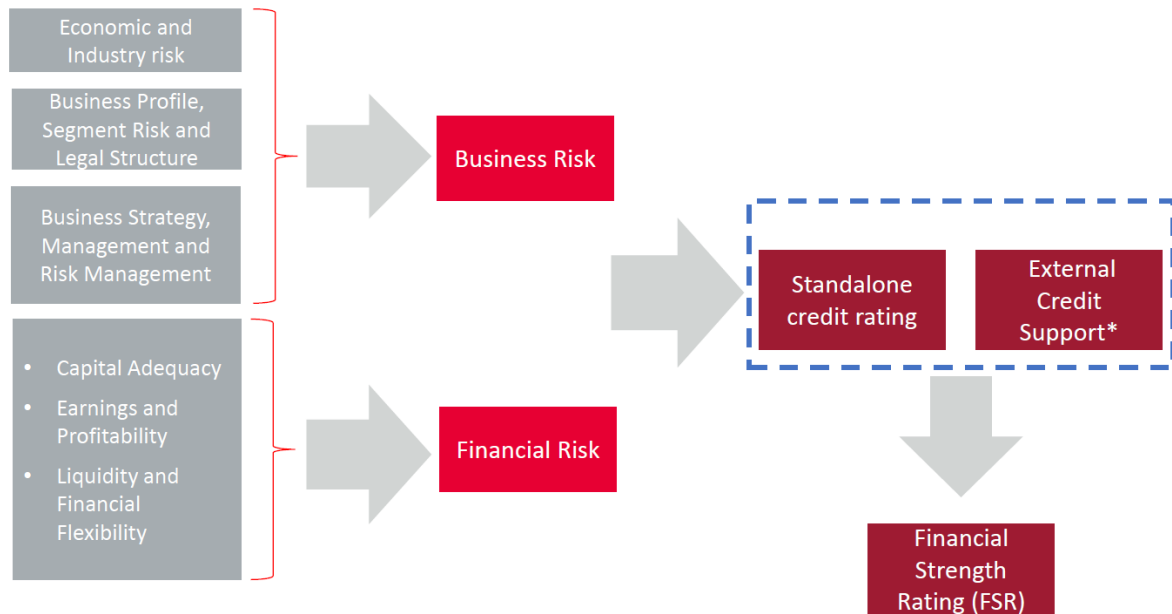 Economic and
Industry risk
Business Profile,
Segment Risk and
Legal Structure
Business Strategy,
Management and
Risk Management
• Capital Adequacy
• Earnings and
Profitability
• Liquidity and
Financial
Flexibility
Business Risk
Financial Risk
Standalone
credit rating
External
Credit
Support*
Financial
Strength
Rating (FSR)